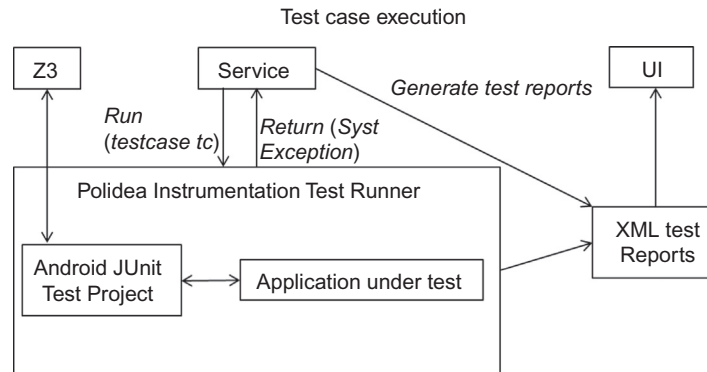 Test case execution
Z3
Service
UI
Generate test reports
Run
(testcase tc)
Return (Syst
Exception)
Polidea Instrumentation Test Runner
XML test
Reports
Android JUnit
Test Project
Application under test